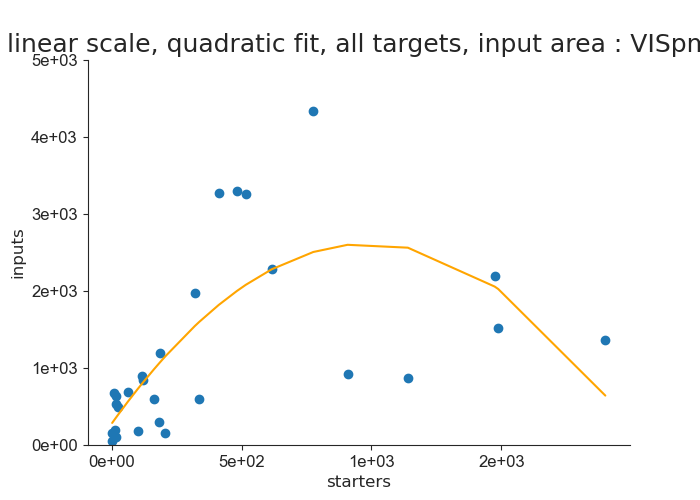 linear scale, quadratic fit, all targets, input area : VISpn
5e+03
4e+03
3e+03
2e+03
1e+03
0e+00
inputs
0e+00 5e+02 1e+03 2e+03
starters